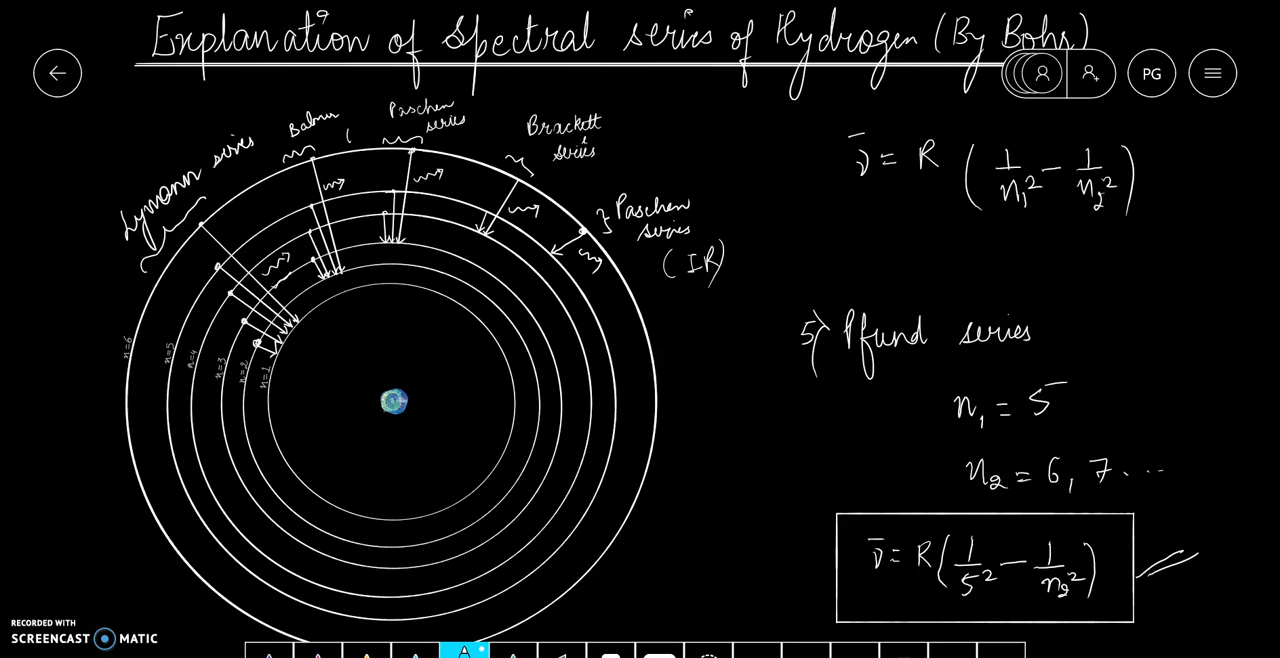 Explanation of Spectral series of Hydrogen (By Bohr)
PG
Lymann series
Balmer
Paschen
series
Brackett
series
Paschen
series
(IR)
n=6
n=5
n=4
n=3
n=2
n=1
ν̄ = R (1/n₁² − 1/n₂²)
5) Pfund series
n₁ = 5
n₂ = 6, 7 ....
ν̄ = R(1/5² − 1/n₂²)
RECORDED WITH
SCREENCAST MATIC